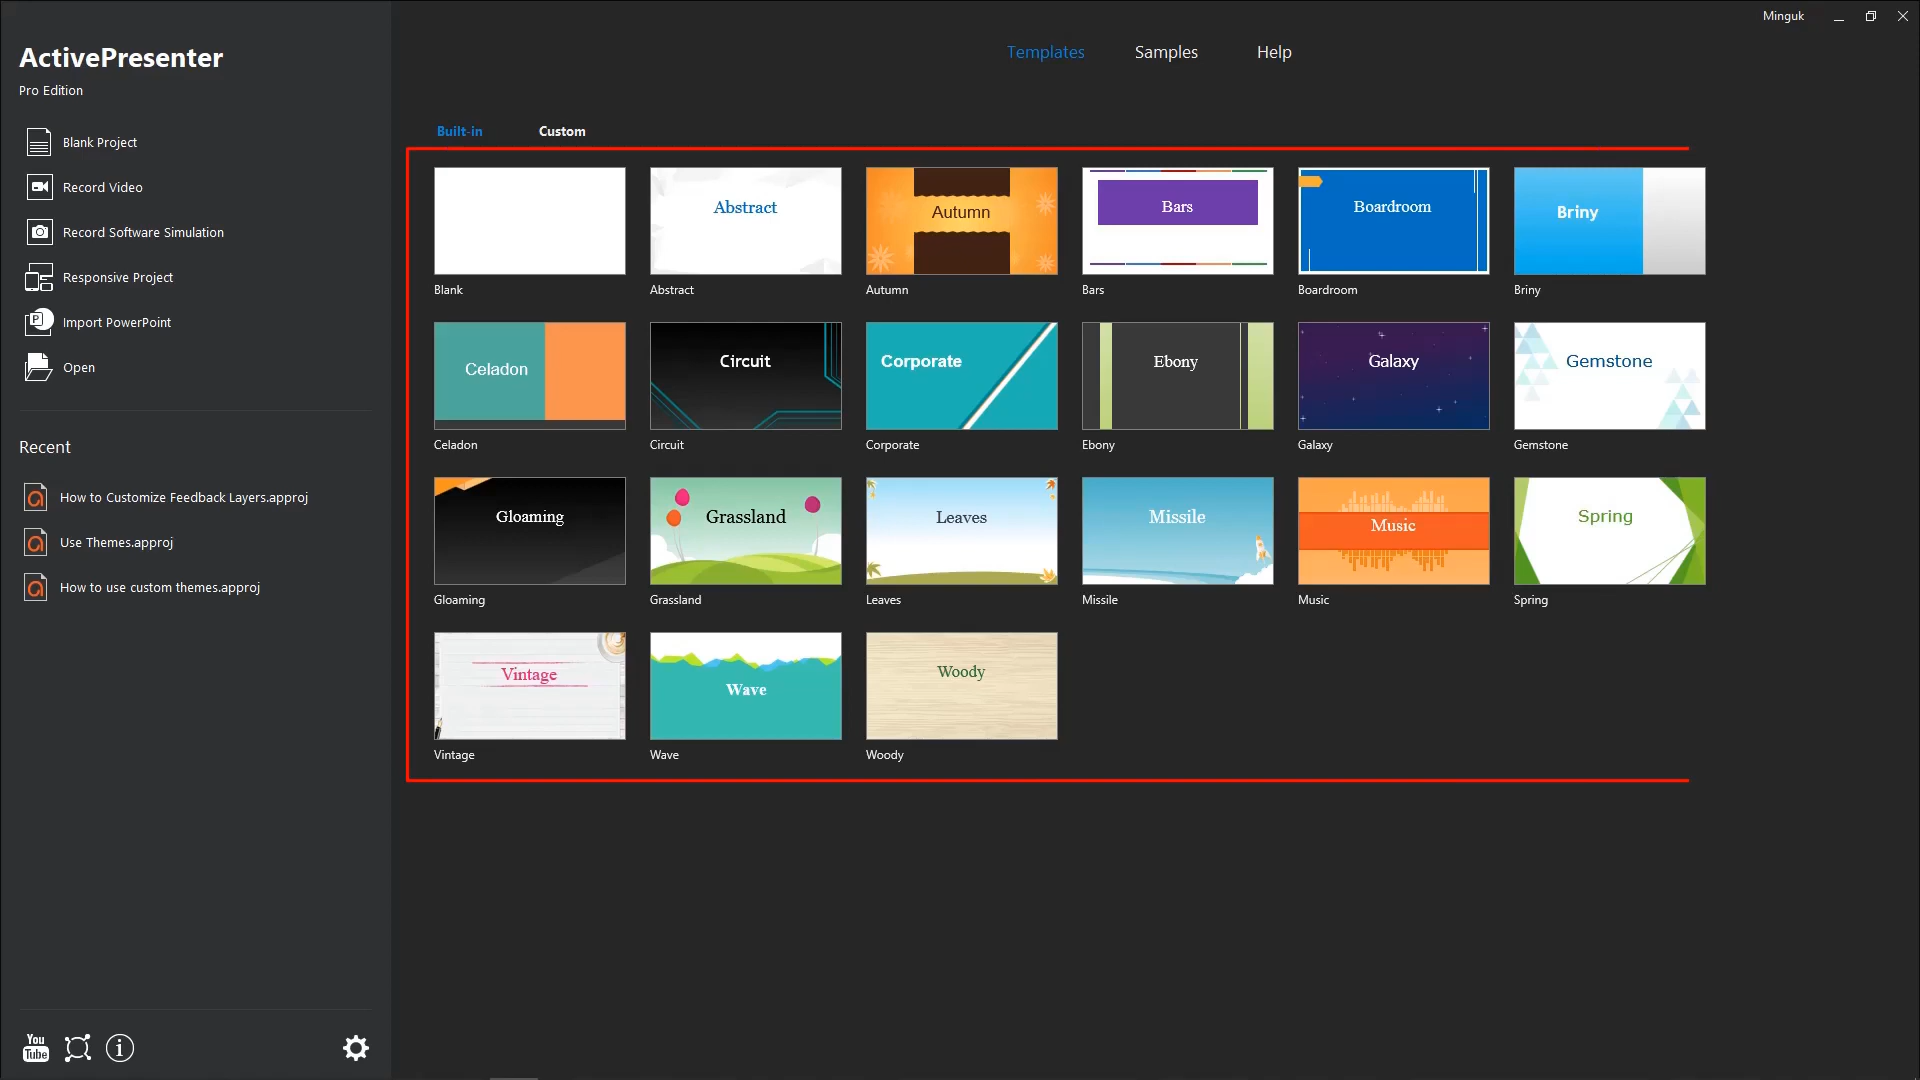 Minguk
ActivePresenter
Pro Edition
Templates
Samples
Help
Blank Project
Record Video
Record Software Simulation
Responsive Project
Import PowerPoint
Open
Recent
How to Customize Feedback Layers.approj
Use Themes.approj
How to use custom themes.approj
You
Tube
Built-in
Custom
Abstract
Autumn
Bars
Boardroom
Briny
Blank
Abstract
Autumn
Bars
Boardroom
Briny
Celadon
Circuit
Corporate
Ebony
Galaxy
Gemstone
Celadon
Circuit
Corporate
Ebony
Galaxy
Gemstone
Gloaming
Grassland
Leaves
Missile
Music
Spring
Gloaming
Grassland
Leaves
Missile
Music
Spring
Vintage
Wave
Woody
Vintage
Wave
Woody